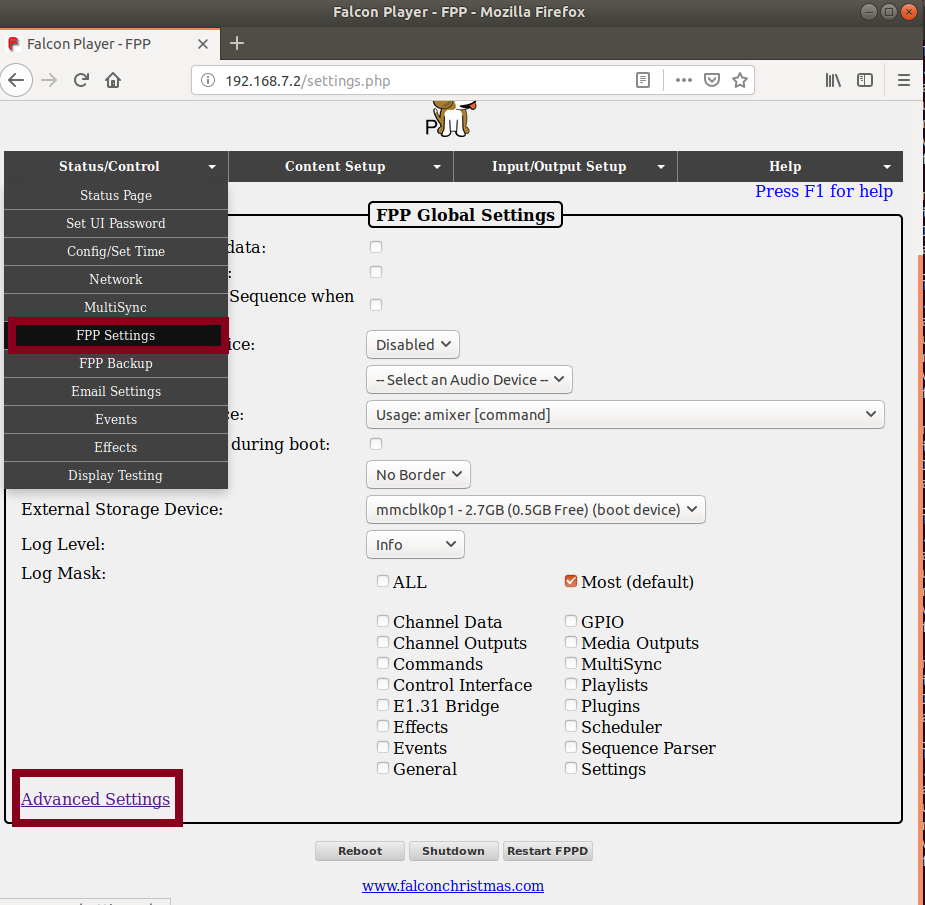 Falcon Player - FPP - Mozilla Firefox
Falcon Player - FPP
192.168.7.2/settings.php
P
Status/Control Content Setup Input/Output Setup Help
Press F1 for help
Status Page
Set UI Password
Config/Set Time
Network
MultiSync
FPP Settings
FPP Backup
Email Settings
Events
Effects
Display Testing
FPP Global Settings
data:
:
Sequence when
ice: Disabled
-- Select an Audio Device --
e: Usage: amixer [command]
during boot:
No Border
External Storage Device: mmcblk0p1 - 2.7GB (0.5GB Free) (boot device)
Log Level: Info
Log Mask:
ALL Most (default)
Channel Data GPIO
Channel Outputs Media Outputs
Commands MultiSync
Control Interface Playlists
E1.31 Bridge Plugins
Effects Scheduler
Events Sequence Parser
General Settings
Advanced Settings
Reboot Shutdown Restart FPPD
www.falconchristmas.com